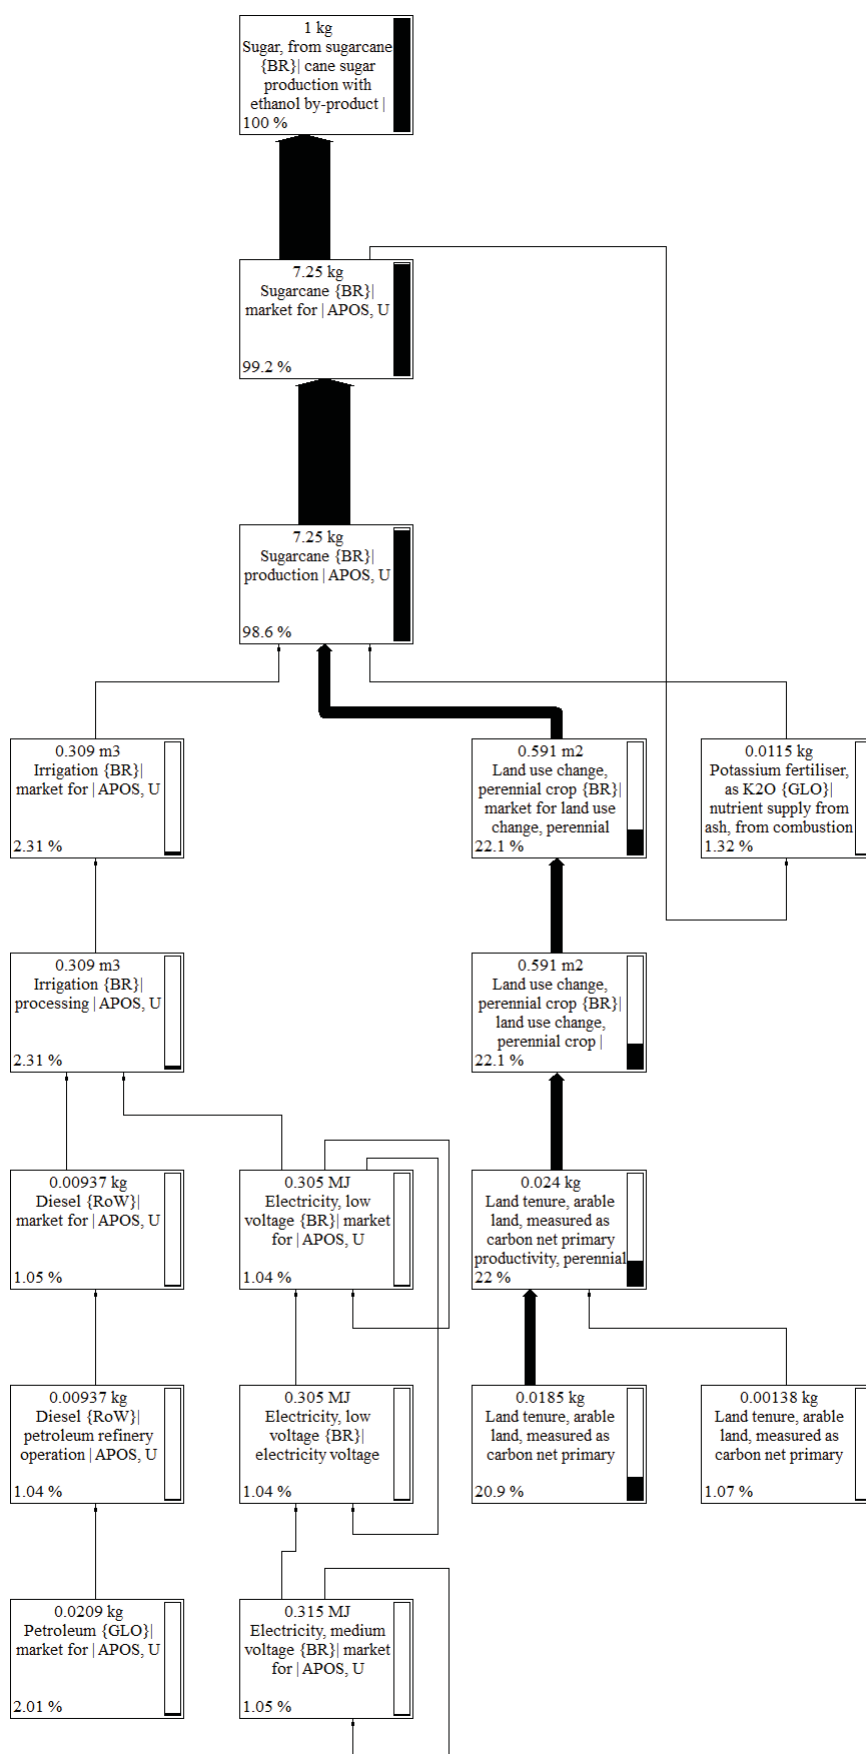 1 kg
Sugar, from sugarcane
{BR}| cane sugar
production with
ethanol by-product |
100 %
7.25 kg
Sugarcane {BR}|
market for | APOS, U
99.2 %
7.25 kg
Sugarcane {BR}|
production | APOS, U
98.6 %
0.309 m3
Irrigation {BR}|
market for | APOS, U
2.31 %
0.591 m2
Land use change,
perennial crop {BR}|
market for land use
change, perennial
22.1 %
0.0115 kg
Potassium fertiliser,
as K2O {GLO}|
nutrient supply from
ash, from combustion
1.32 %
0.309 m3
Irrigation {BR}|
processing | APOS, U
2.31 %
0.591 m2
Land use change,
perennial crop {BR}|
land use change,
perennial crop |
22.1 %
0.00937 kg
Diesel {RoW}|
market for | APOS, U
1.05 %
0.305 MJ
Electricity, low
voltage {BR}| market
for | APOS, U
1.04 %
0.024 kg
Land tenure, arable
land, measured as
carbon net primary
productivity, perennial
22 %
0.00937 kg
Diesel {RoW}|
petroleum refinery
operation | APOS, U
1.04 %
0.305 MJ
Electricity, low
voltage {BR}|
electricity voltage
1.04 %
0.0185 kg
Land tenure, arable
land, measured as
carbon net primary
20.9 %
0.00138 kg
Land tenure, arable
land, measured as
carbon net primary
1.07 %
0.0209 kg
Petroleum {GLO}|
market for | APOS, U
2.01 %
0.315 MJ
Electricity, medium
voltage {BR}| market
for | APOS, U
1.05 %